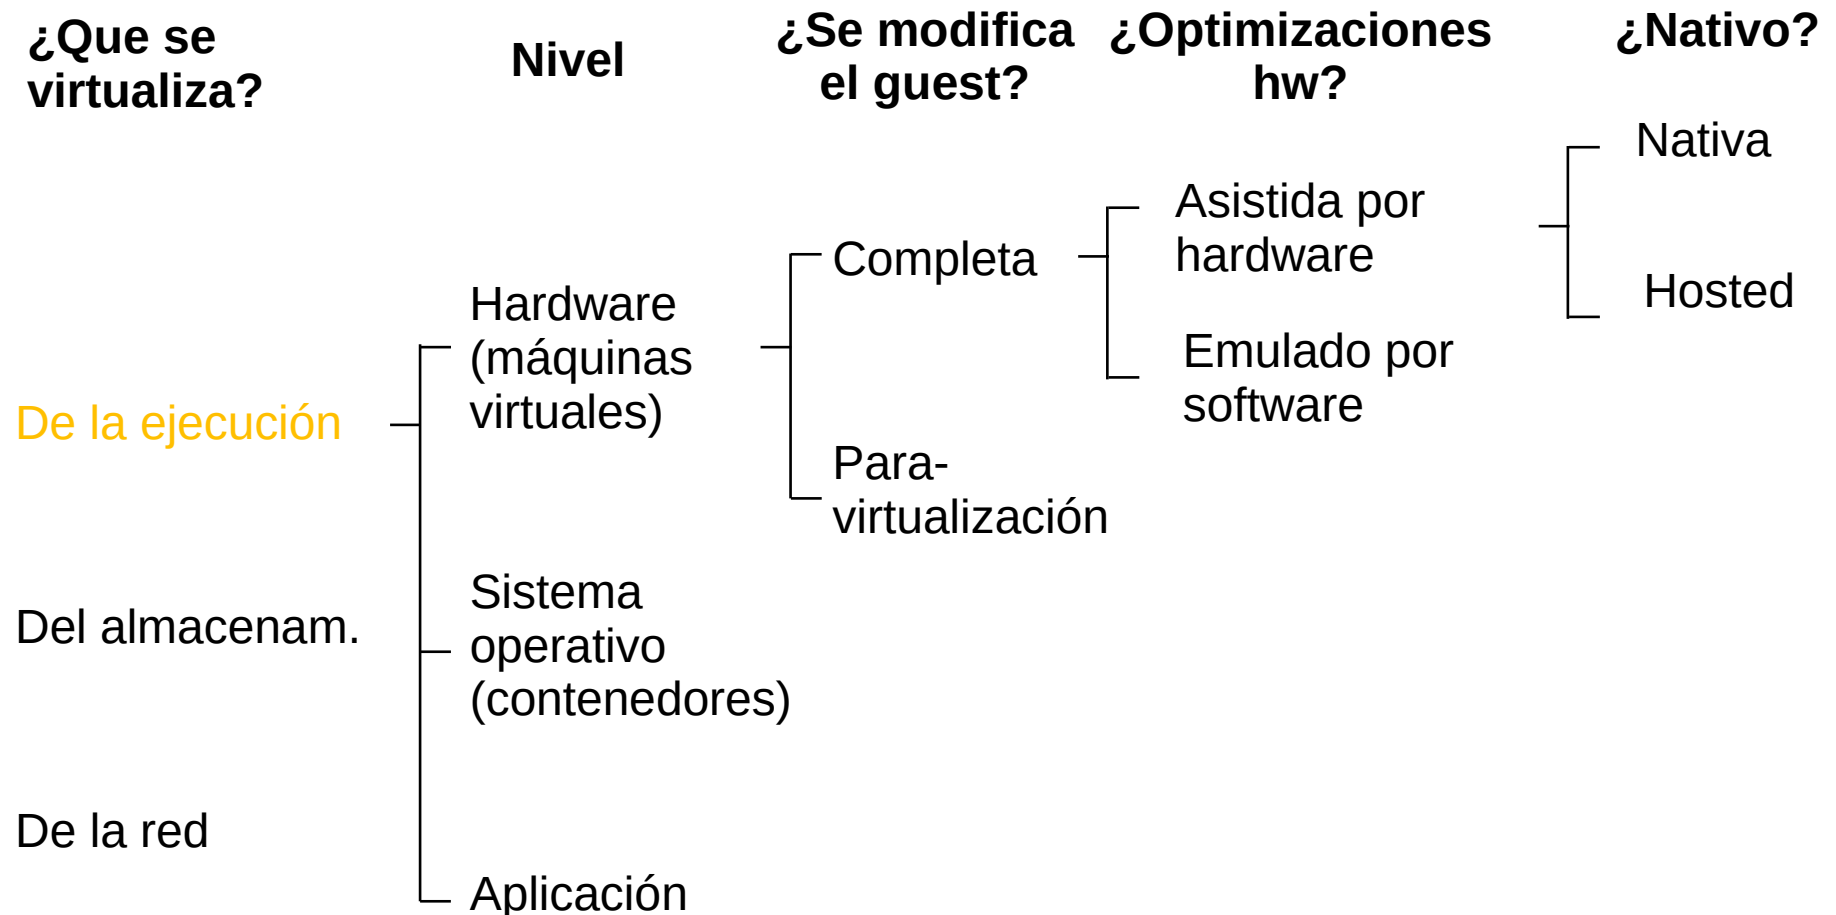 ¿Que se
virtualiza?
Nivel
¿Se modifica
el guest?
¿Optimizaciones
hw?
¿Nativo?
De la ejecución
Del almacenam.
De la red
Hardware
(máquinas
virtuales)
Sistema
operativo
(contenedores)
Aplicación
Completa
Para-
virtualización
Asistida por
hardware
Emulado por
software
Nativa
Hosted